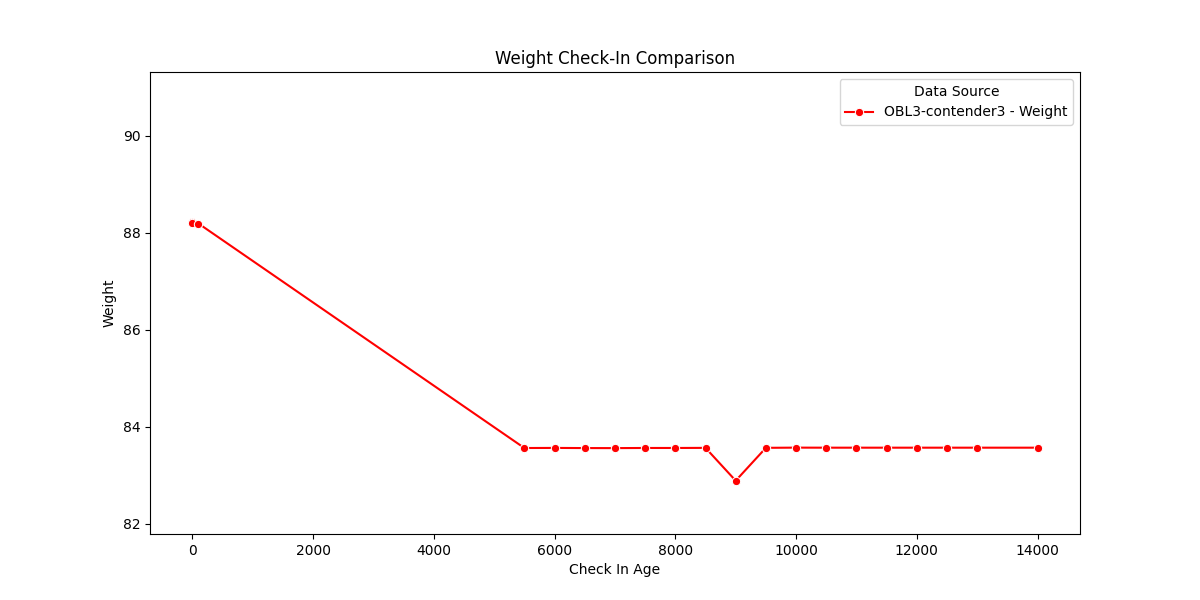 Weight Check-In Comparison
Data Source
OBL3-contender3 - Weight
Weight
90
88
86
84
82
0 2000 4000 6000 8000 10000 12000 14000
Check In Age